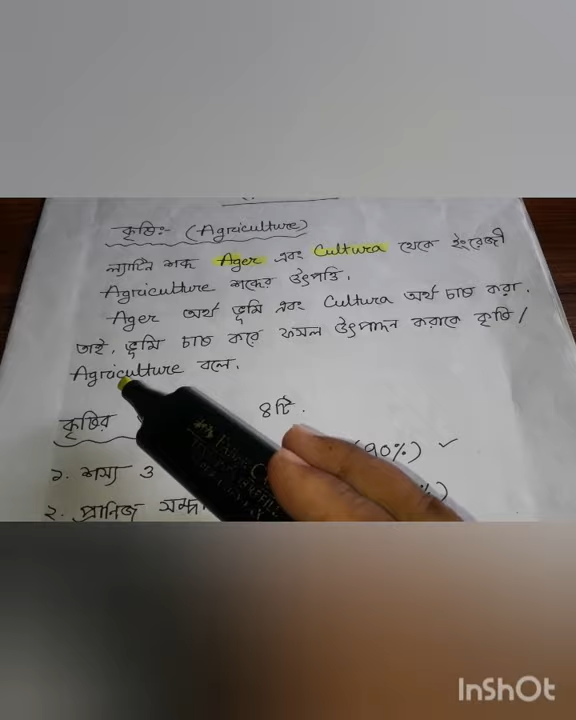 কৃষিঃ- (Agriculture)
ল্যাটিন শব্দ Ager এবং Cultura থেকে ইংরেজী
Agriculture শব্দের উৎপত্তি.
Ager অর্থ ভূমি এবং Cultura অর্থ চাষ করা.
তাই, ভূমি চাষ করে ফসল উৎপাদন করাকে কৃষি /
Agriculture বলে.
কৃষির ৪টি.
১. শস্য ও (90%) ✓
২. প্রানিজ %)
InShOt